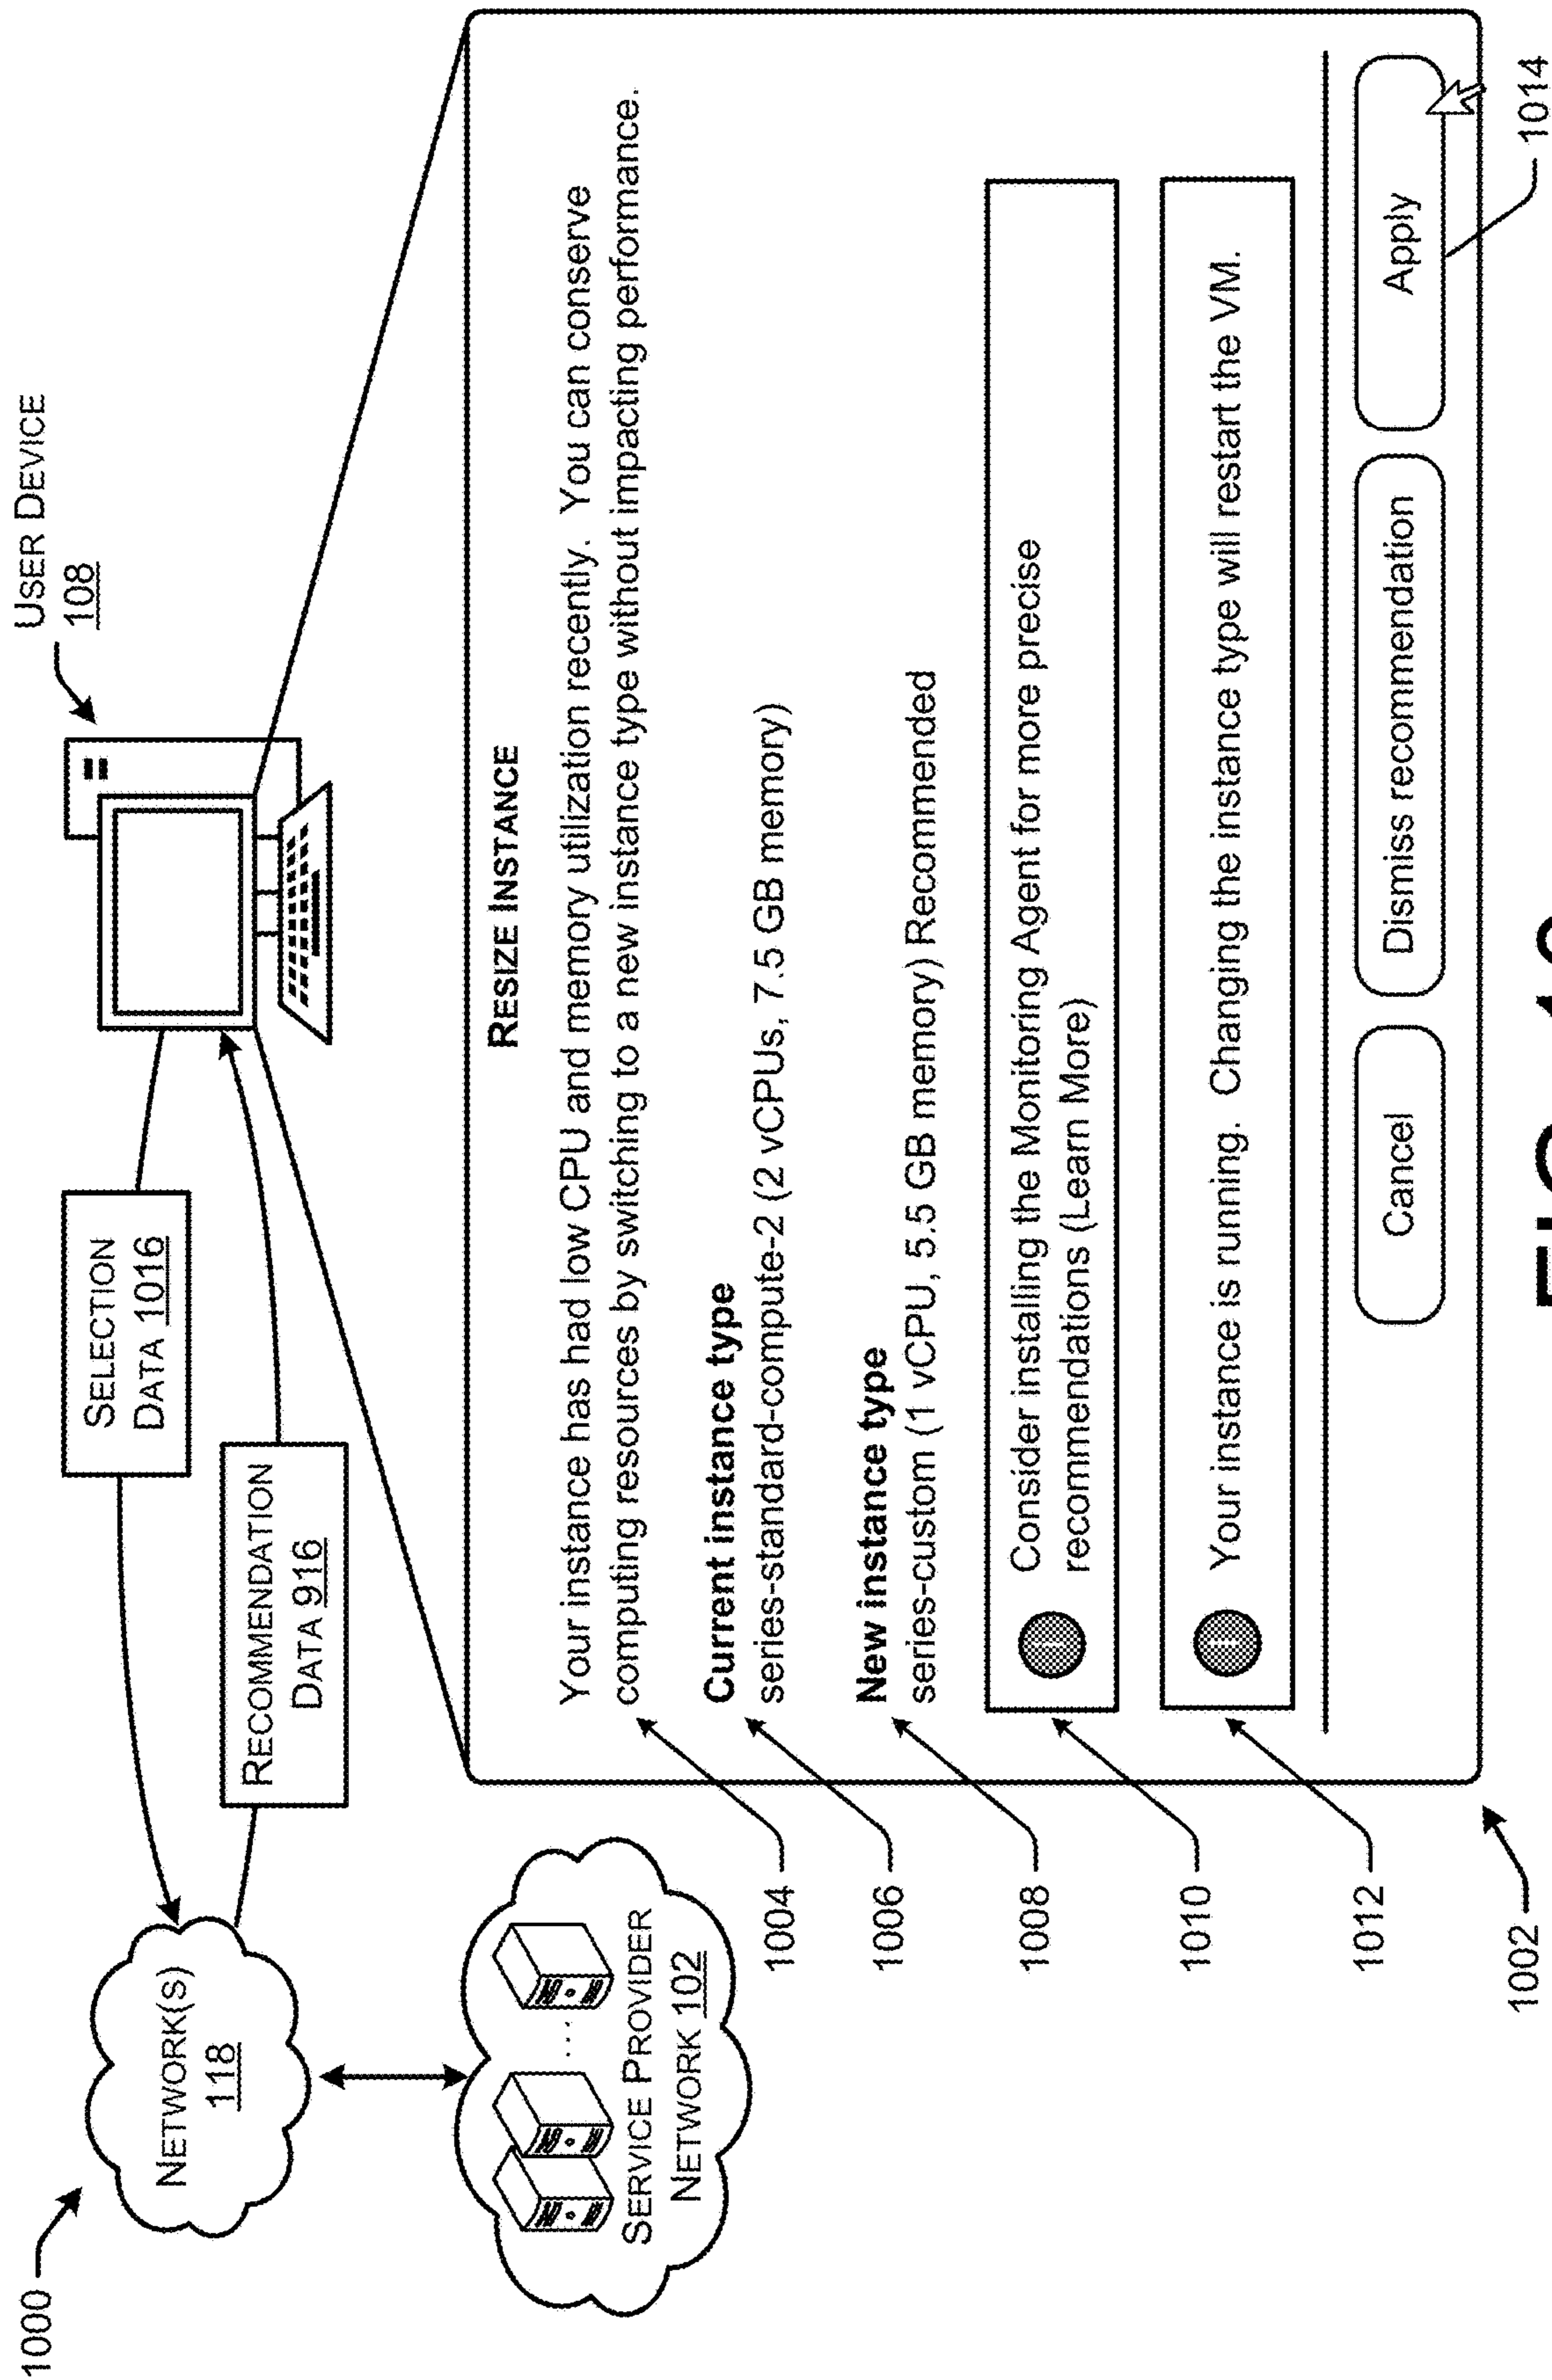 1000
USER DEVICE
108
NETWORK(S)
118
SELECTION
DATA 1016
RECOMMENDATION
DATA 916
SERVICE PROVIDER
NETWORK 102
RESIZE INSTANCE
1004
Your instance has had low CPU and memory utilization recently. You can conserve
computing resources by switching to a new instance type without impacting performance.
1006
Current instance type
series-standard-compute-2 (2 vCPUs, 7.5 GB memory)
1008
New instance type
series-custom (1 vCPU, 5.5 GB memory) Recommended
1010
Consider installing the Monitoring Agent for more precise
recommendations (Learn More)
1012
Your instance is running. Changing the instance type will restart the VM.
Cancel
Dismiss recommendation
Apply
1002
1014